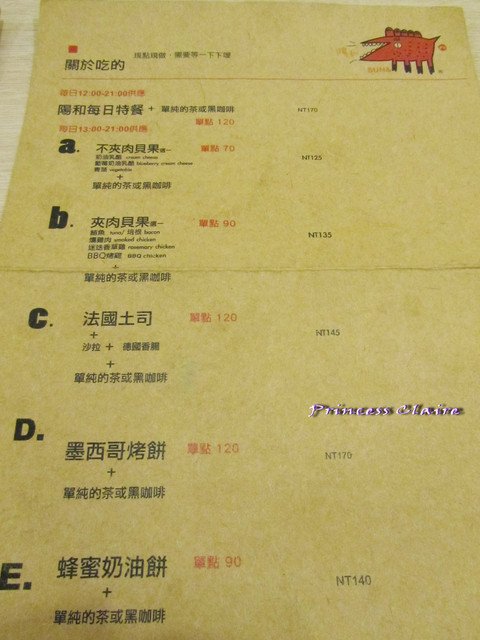 現點現做，需要等一下下喔
關於吃的
SUN&
每日12:00-21:00供應
陽和每日特餐 + 單純的茶或黑咖啡 NT170
單點 120
每日13:00-21:00供應
a. 不夾肉貝果選一 單點 70
奶油乳酪 cream cheese NT125
藍莓奶油乳酪 blueberry cream cheese
青蔬 vegetable
+
單純的茶或黑咖啡
b. 夾肉貝果選一 單點 90
鮪魚 tuna/ 培根 bacon NT135
燻雞肉 smoked chicken
迷迭香草雞 rosemary chicken
BBQ烤雞 BBQ chicken
+
單純的茶或黑咖啡
C. 法國土司 單點 120
+ NT145
沙拉 + 德國香腸
+
單純的茶或黑咖啡
Princess Claire
D. 墨西哥烤餅 單點 120
+ NT170
單純的茶或黑咖啡
E. 蜂蜜奶油餅 單點 90
+ NT140
單純的茶或黑咖啡